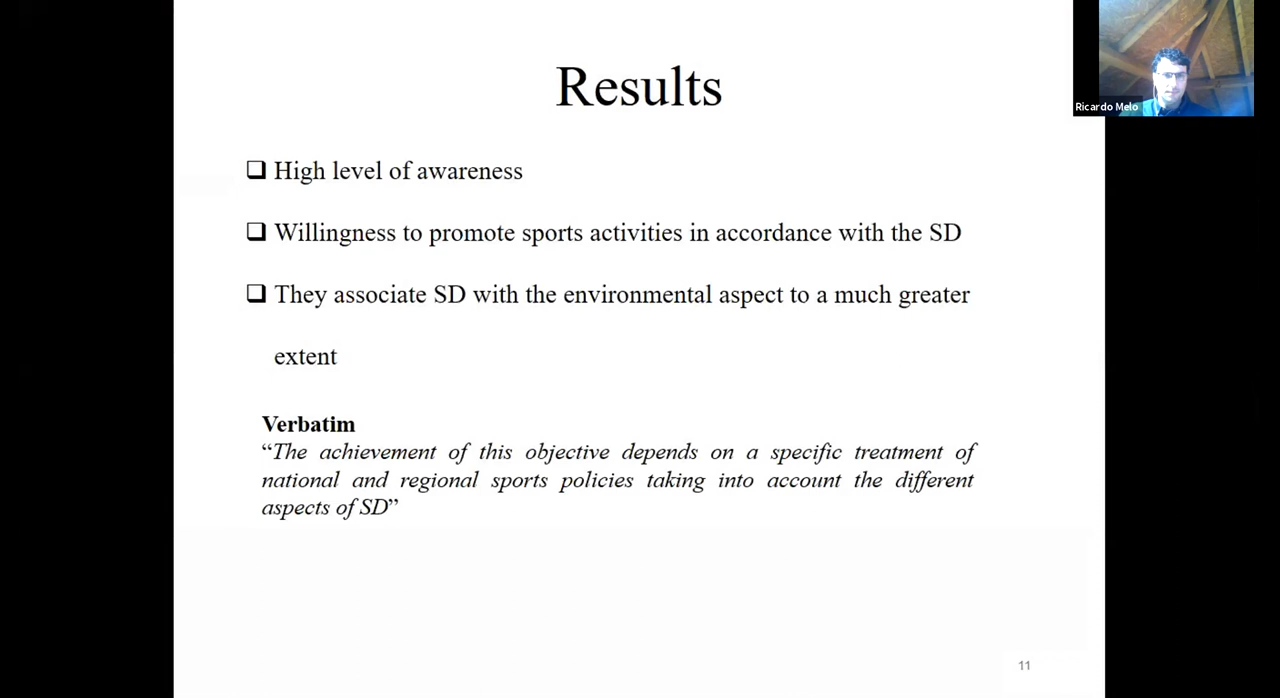 Results
Ricardo Melo
❑ High level of awareness
❑ Willingness to promote sports activities in accordance with the SD
❑ They associate SD with the environmental aspect to a much greater
extent
Verbatim
“The achievement of this objective depends on a specific treatment of
national and regional sports policies taking into account the different
aspects of SD”
11